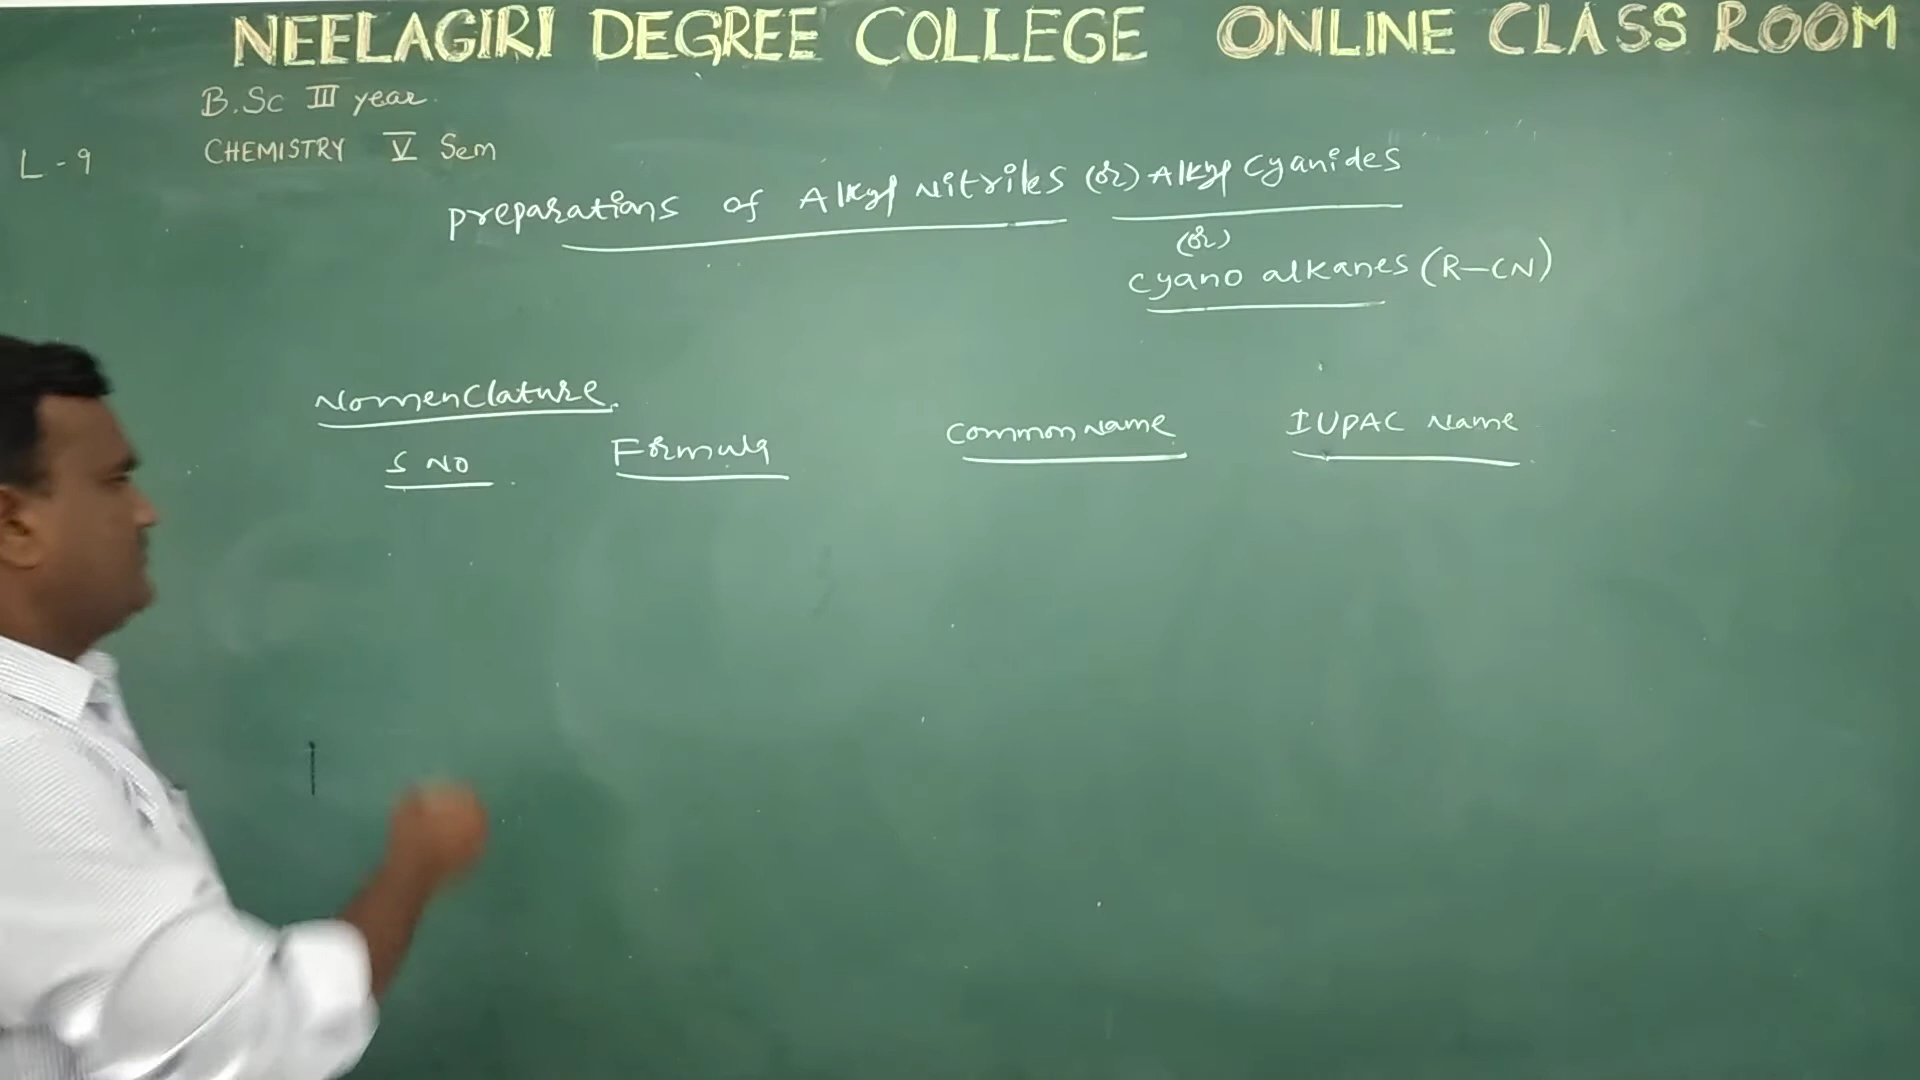 NEELAGIRI DEGREE COLLEGE ONLINE CLASS ROOM
B.Sc III year
L-9 CHEMISTRY V Sem
preparations of Alkyl Nitriles (or) Alkyl cyanides
(or)
cyano alkanes (R-CN)
Nomenclature
S NO Formula Common Name IUPAC Name